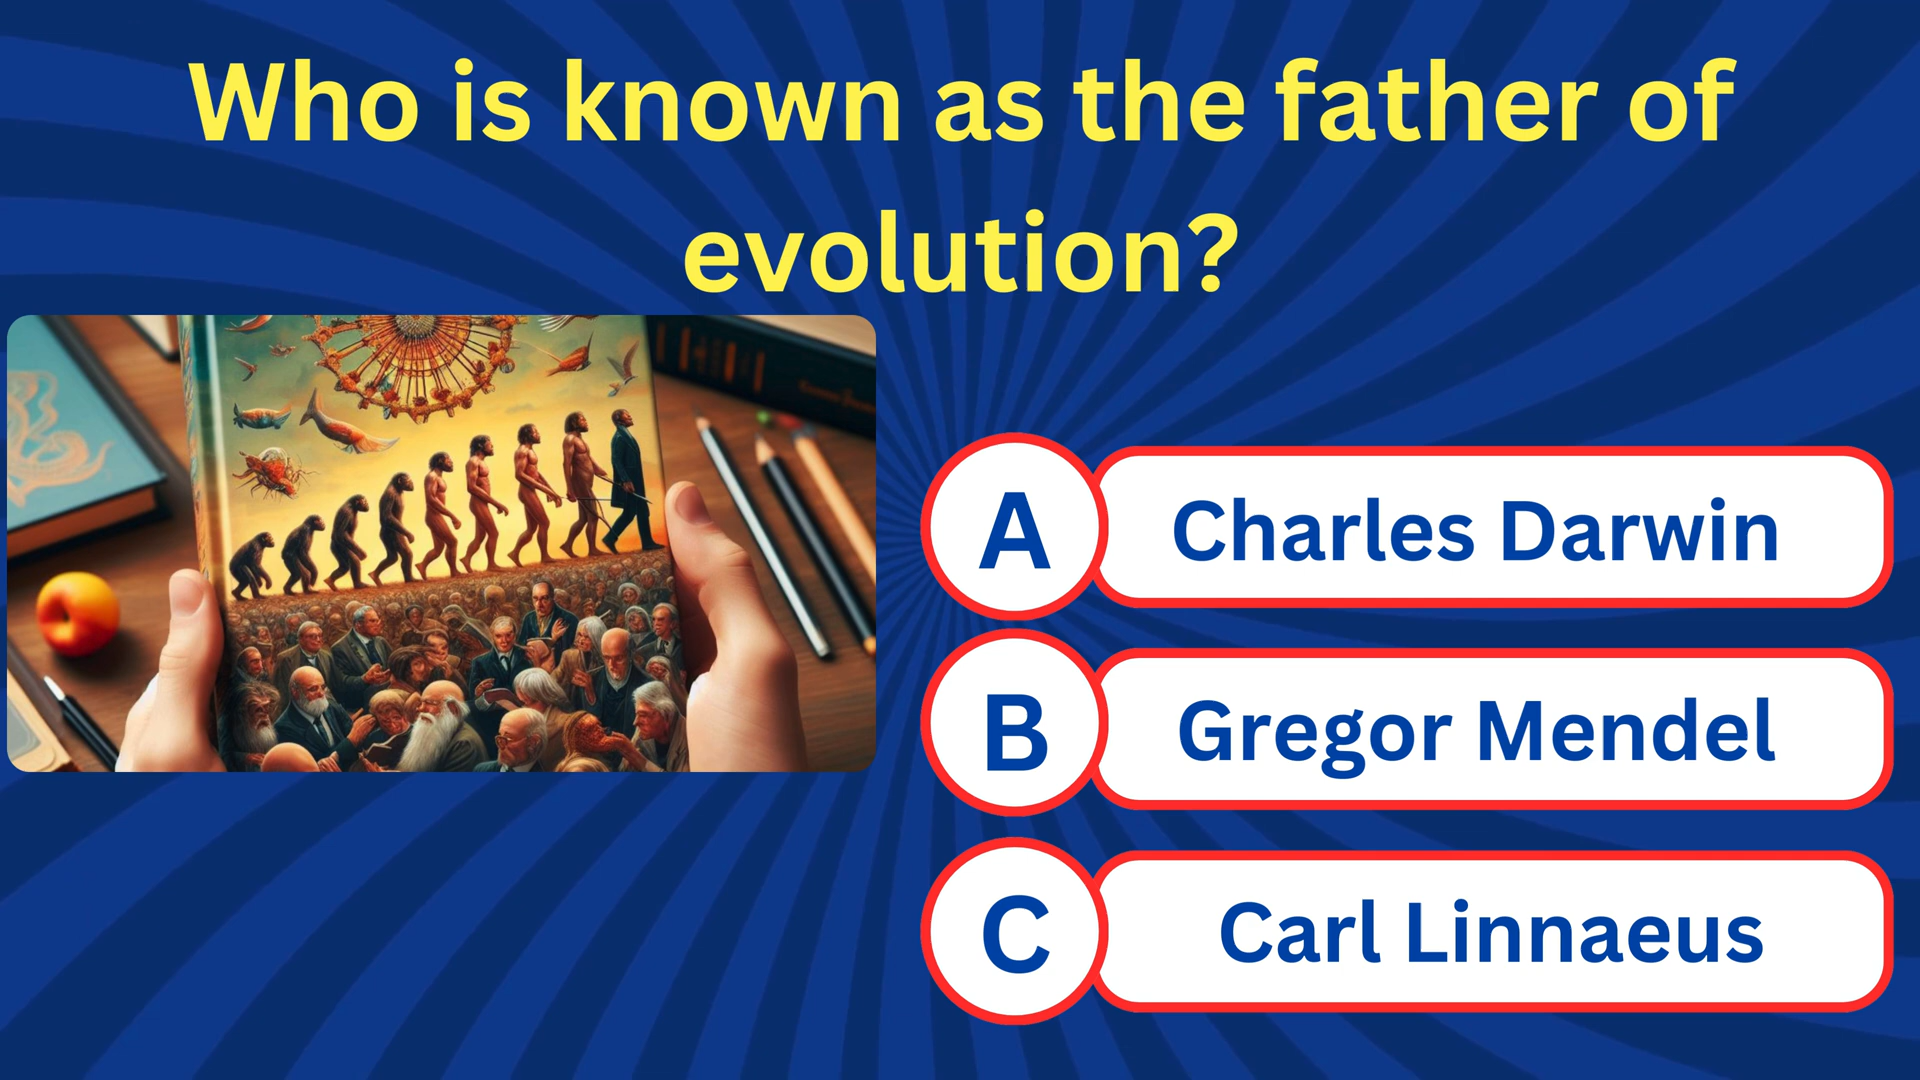 Who is known as the father of
evolution?
A Charles Darwin
B Gregor Mendel
C Carl Linnaeus